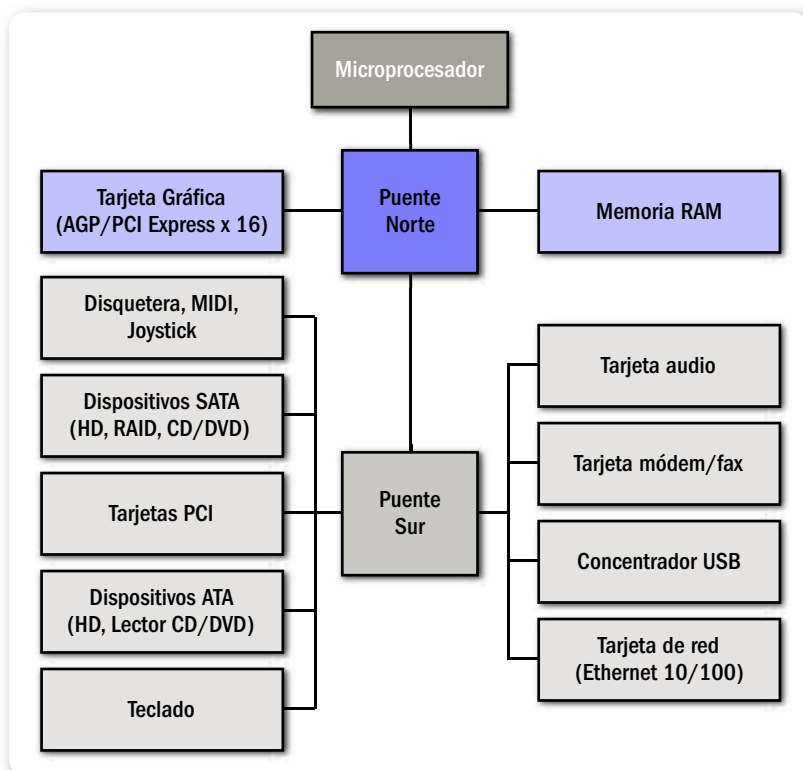 Microprocesador
Tarjeta Gráfica
(AGP/PCI Express x 16)
Puente
Norte
Memoria RAM
Disquetera, MIDI,
Joystick
Dispositivos SATA
(HD, RAID, CD/DVD)
Tarjetas PCI
Dispositivos ATA
(HD, Lector CD/DVD)
Teclado
Puente
Sur
Tarjeta audio
Tarjeta módem/fax
Concentrador USB
Tarjeta de red
(Ethernet 10/100)